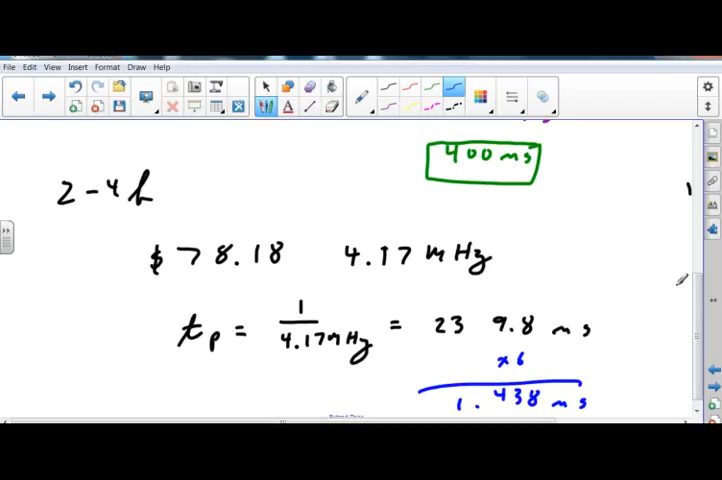 File Edit View Insert Format Draw Help
400 ms
2-4 b
$78.18 4.17 mHz
tp = 1/4.17mHz = 239.8 ms
x6
1.438 ms